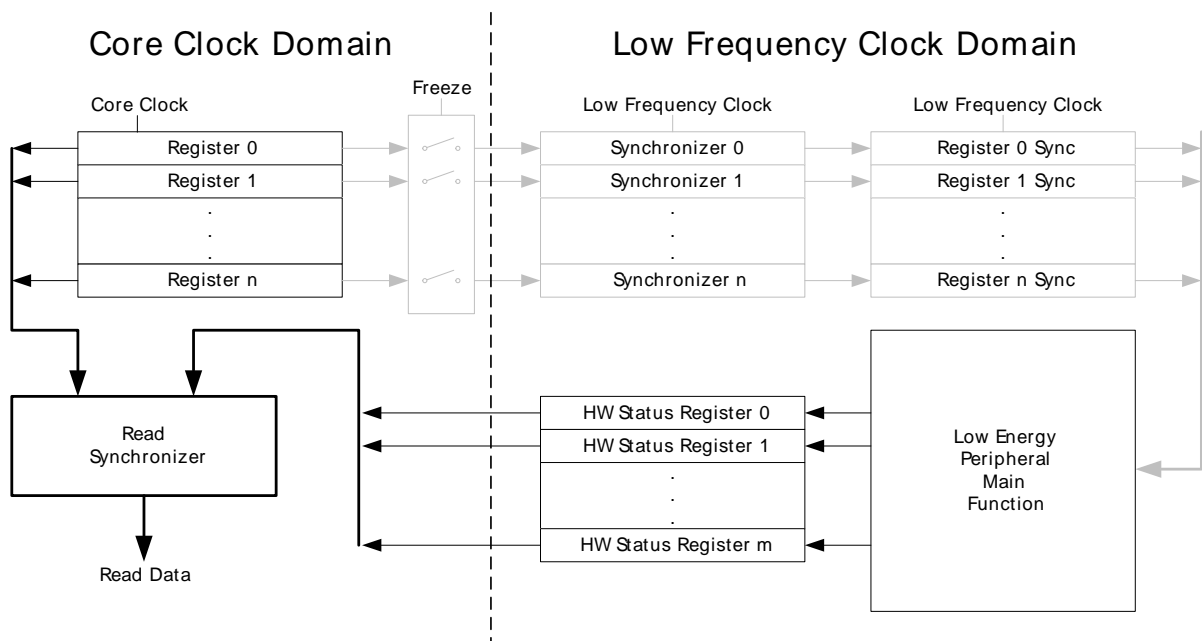 Core Clock Domain
Low Frequency Clock Domain
Freeze
Core Clock
Low Frequency Clock
Low Frequency Clock
Register 0
Synchronizer 0
Register 0 Sync
Register 1
Synchronizer 1
Register 1 Sync
.
.
.
.
.
.
.
.
.
Register n
Synchronizer n
Register n Sync
HW Status Register 0
HW Status Register 1
.
.
.
HW Status Register m
Read
Synchronizer
Low Energy
Peripheral
Main
Function
Read Data